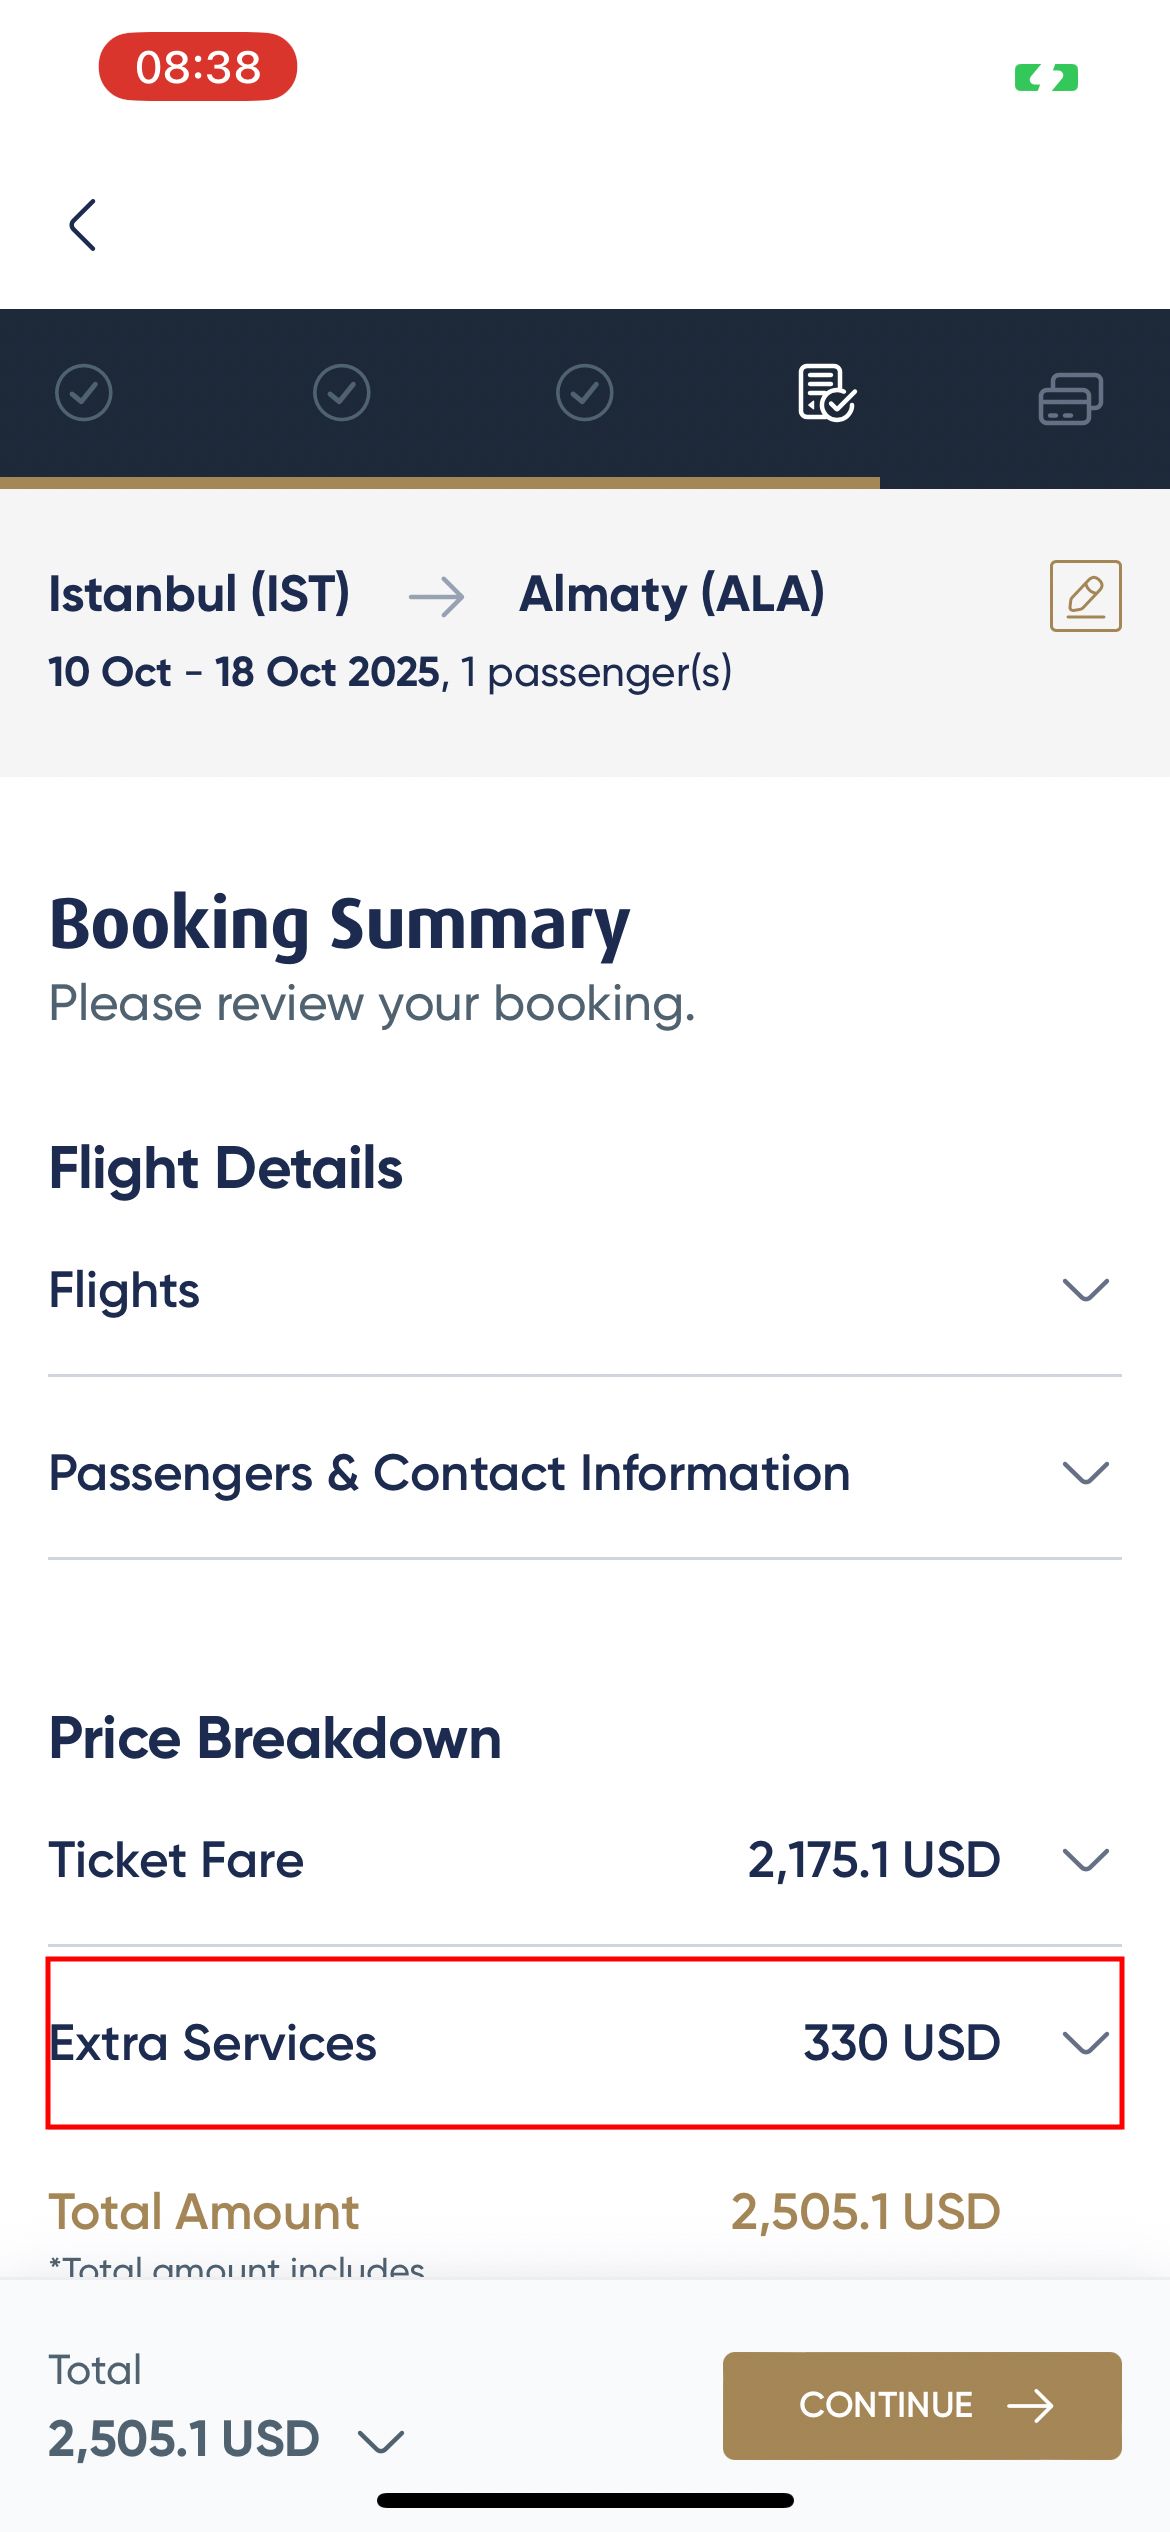 08:38
Istanbul (IST) → Almaty (ALA)
10 Oct - 18 Oct 2025, 1 passenger(s)
Booking Summary
Please review your booking.
Flight Details
Flights
Passengers & Contact Information
Price Breakdown
Ticket Fare 2,175.1 USD
Extra Services 330 USD
Total Amount 2,505.1 USD
*Total amount includes
Total
2,505.1 USD
CONTINUE →